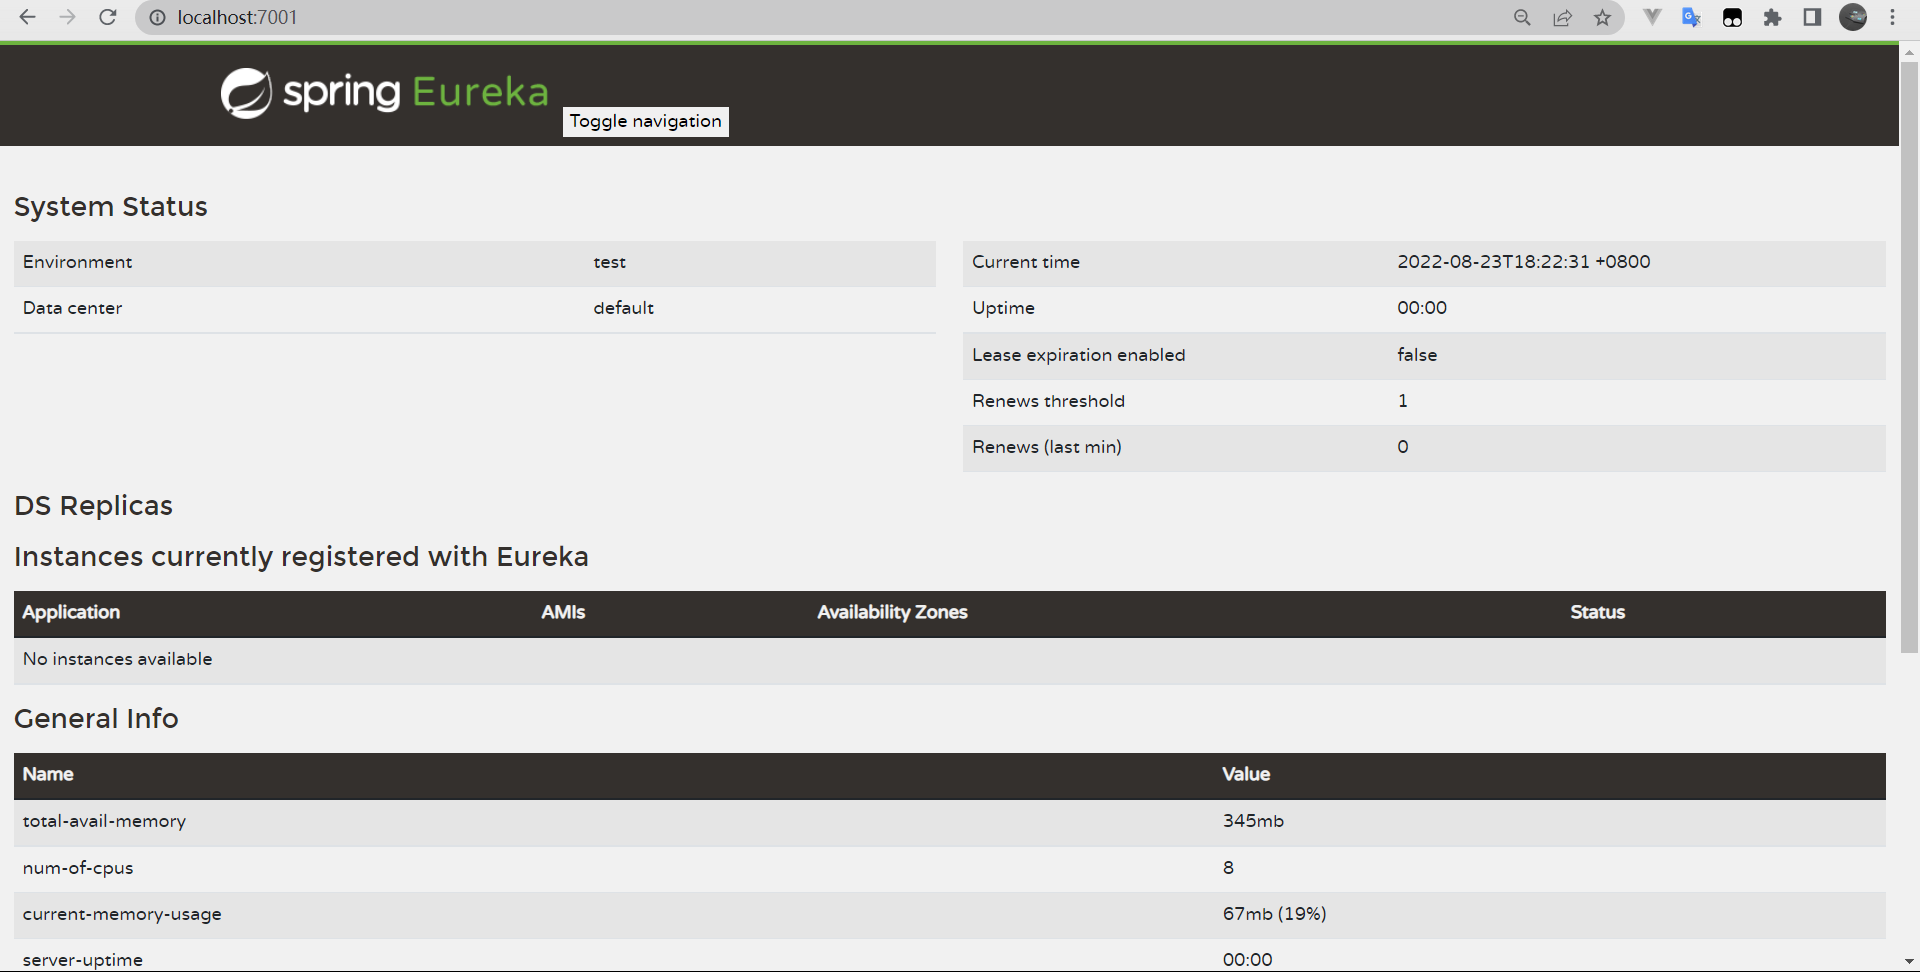 localhost:7001
spring Eureka
Toggle navigation
System Status
Environment test
Data center default
Current time 2022-08-23T18:22:31 +0800
Uptime 00:00
Lease expiration enabled false
Renews threshold 1
Renews (last min) 0
DS Replicas
Instances currently registered with Eureka
Application AMIs Availability Zones Status
No instances available
General Info
Name Value
total-avail-memory 345mb
num-of-cpus 8
current-memory-usage 67mb (19%)
server-uptime 00:00